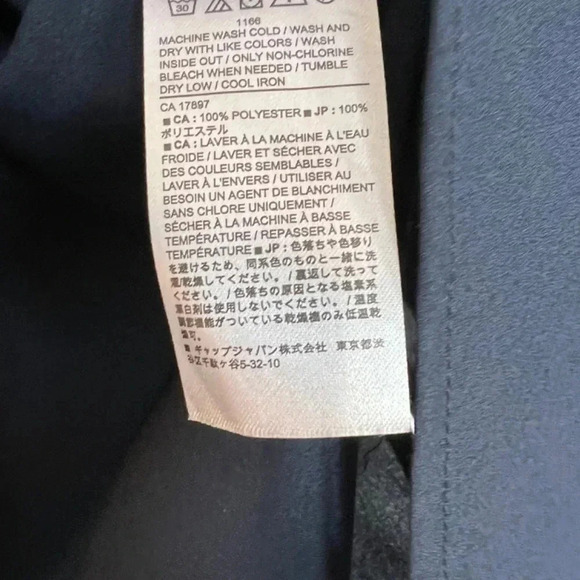 30
1166
MACHINE WASH COLD / WASH AND
DRY WITH LIKE COLORS / WASH
INSIDE OUT / ONLY NON-CHLORINE
BLEACH WHEN NEEDED / TUMBLE
DRY LOW / COOL IRON
CA 17897
■ CA : 100% POLYESTER ■ JP : 100%
ポリエステル
■ CA : LAVER À LA MACHINE À L'EAU
FROIDE / LAVER ET SÉCHER AVEC
DES COULEURS SEMBLABLES /
LAVER À L'ENVERS / UTILISER AU
BESOIN UN AGENT DE BLANCHIMENT
SANS CHLORE UNIQUEMENT /
SÉCHER À LA MACHINE À BASSE
TEMPÉRATURE / REPASSER À BASSE
TEMPÉRATURE ■ JP : 色落ちや色移り
を避けるため、同系色のものと一緒に洗
濯/乾燥してください。/ 裏返して洗って
ください。/ 色落ちの原因となる塩素系
漂白剤は使用しないでください。/ 温度
調節機能がついている乾燥機のみ低温乾
燥可。
■ ギャップジャパン株式会社 東京都渋
谷区千駄ヶ谷5-32-10